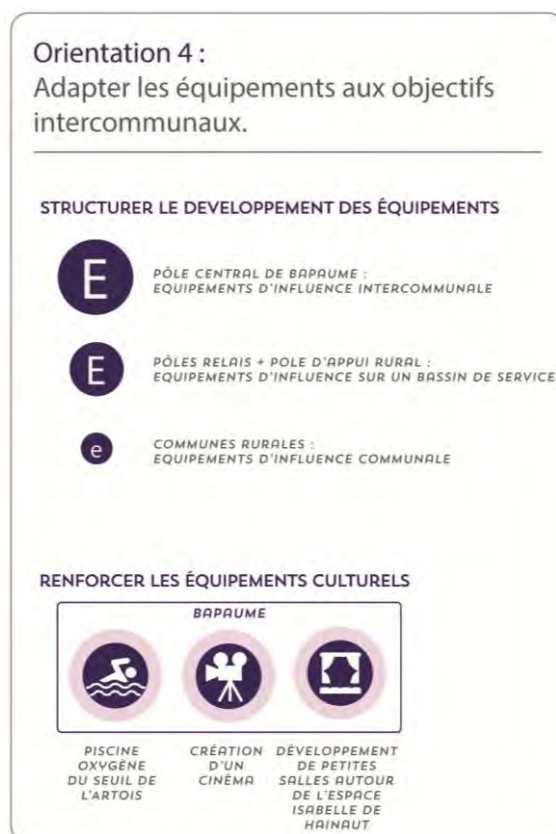 Orientation 4 :
Adapter les équipements aux objectifs
intercommunaux.
STRUCTURER LE DEVELOPPEMENT DES ÉQUIPEMENTS
E
PÔLE CENTRAL DE BAPAUME :
EQUIPEMENTS D'INFLUENCE INTERCOMMUNALE
E
PÔLES RELAIS + POLE D'APPUI RURAL :
EQUIPEMENTS D'INFLUENCE SUR UN BASSIN DE SERVICE
e
COMMUNES RURALES :
EQUIPEMENTS D'INFLUENCE COMMUNALE
RENFORCER LES ÉQUIPEMENTS CULTURELS
BAPAUME
PISCINE
OXYGÈNE
DU SEUIL DE
L'ARTOIS
CRÉATION
D'UN
CINÉMA
DÉVELOPPEMENT
DE PETITES
SALLES AUTOUR
DE L'ESPACE
ISABELLE DE
HAINAUT